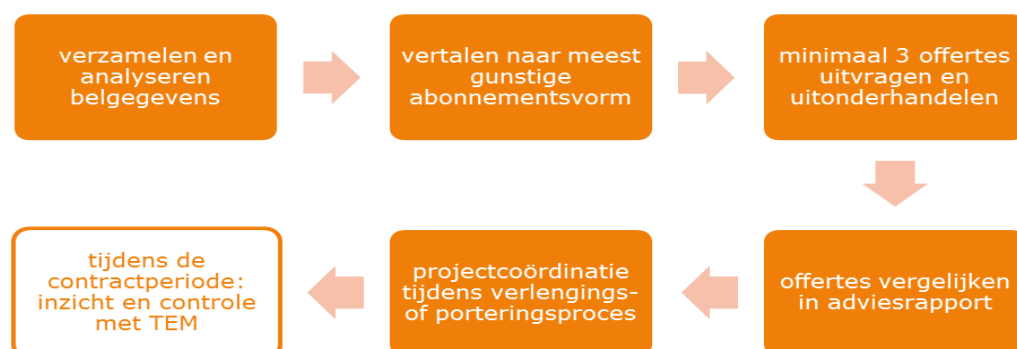 verzamelen en
analyseren
belgegevens
vertalen naar meest
gunstige
abonnementsvorm
minimaal 3 offertes
uitvragen en
uitonderhandelen
offertes vergelijken
in adviesrapport
projectcoördinatie
tijdens verlengings-
of porteringsproces
tijdens de
contractperiode:
inzicht en controle
met TEM